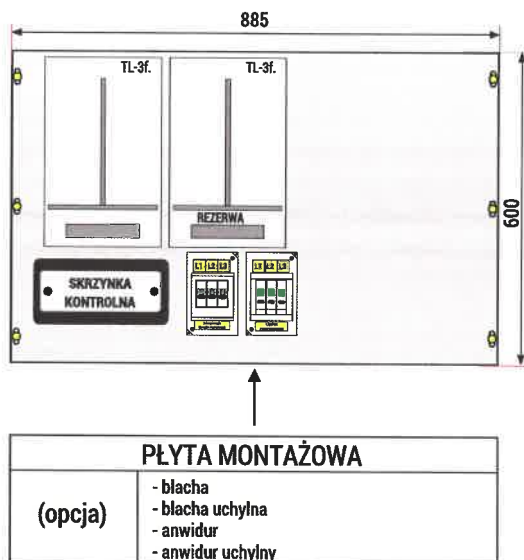 885
TL-3f.
TL-3f.
600
REZERWA
SKRZYNKA
KONTROLNA
L1 L2 L3
L1 L2 L3
PŁYTA MONTAŻOWA
(opcja)
- blacha
- blacha uchylna
- anwidur
- anwidur uchylny